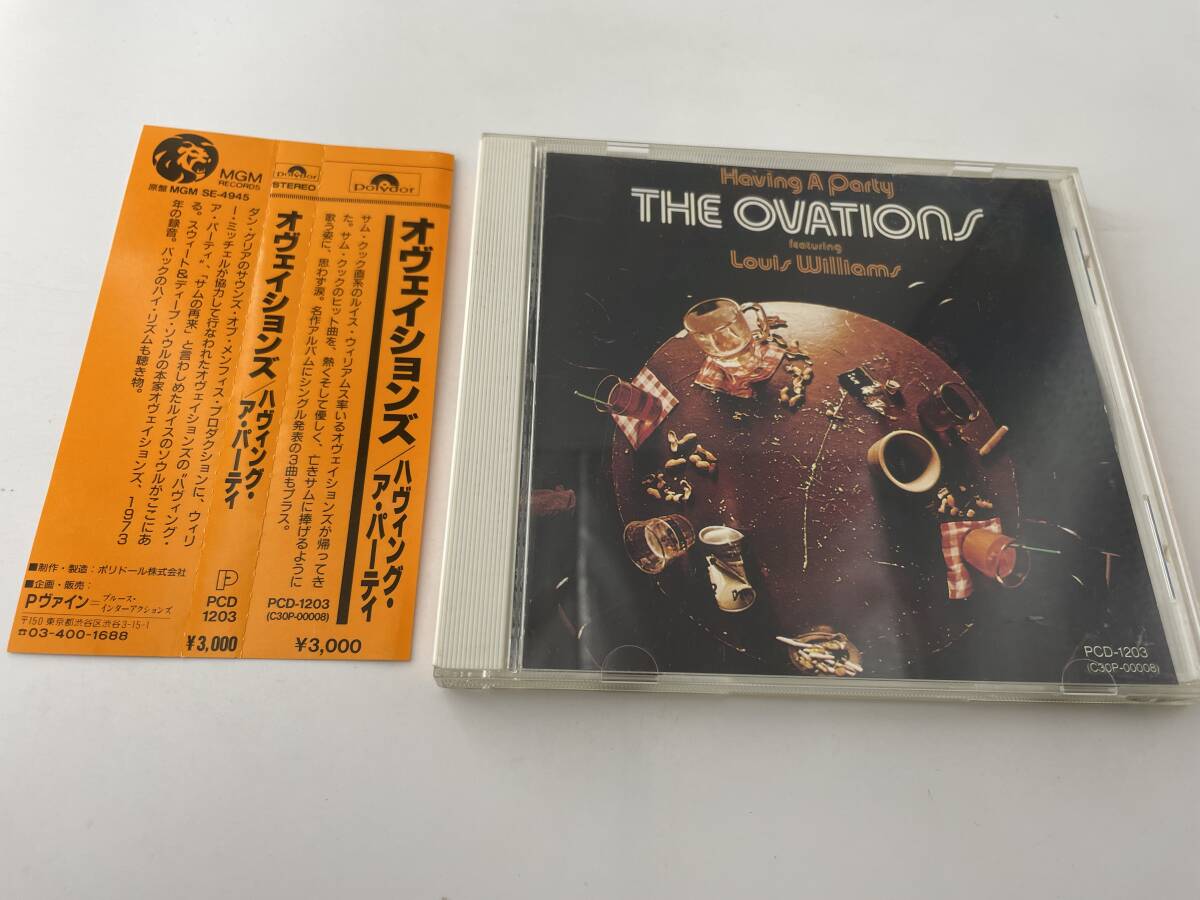 MGM
RECORDS
原盤 MGM SE-4945
ダン・グリアのサウンズ・オブ・メンフィス・プロダクションに、ウィリ
ー・ミッチェルが協力して行なわれたオヴェイションズの"ハヴィング・
ア・パーティ"、「サムの再来」と言わしめたルイスのソウルがここにあ
る。スウィート&ディープ・ソウルの本家オヴェイションズ、1973
年の録音。バックのハイ・リズムも聴き物。
■制作・製造：ポリドール株式会社
■企画・販売：
Pヴァイン=ブルース・
インターアクションズ
〒150 東京都渋谷区渋谷3-15-1
☎03-400-1688
polydor
STEREO
オヴェイションズ/ハヴィング・
ア・パーティ
P
PCD
1203
¥3,000
polydor
オヴェイションズ/ハヴィング・
ア・パーティ
サム・クック直系のルイス・ウィリアムス率いるオヴェイションズが帰ってき
た。サム・クックのヒット曲を、熱くそして優しく、亡きサムに捧げるように
歌う姿に、思わず涙。名作アルバムにシングル発表の3曲もプラス。
PCD-1203
(C30P-00008)
¥3,000
Having A Party
THE OVATIONS
featuring
Louis Williams
PCD-1203
(C30P-00008)